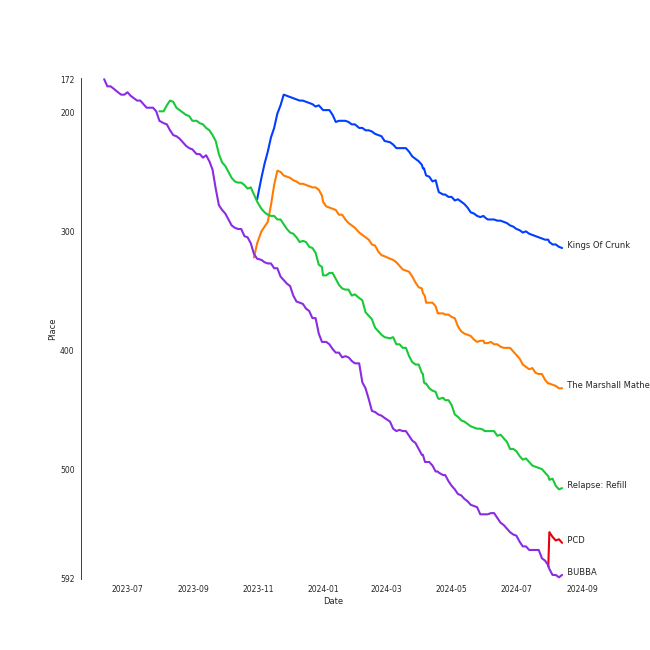 172
200
300
400
500
592
Place
Kings Of Crunk
The Marshall Mathe
Relapse: Refill
PCD
BUBBA
2023-07
2023-09
2023-11
2024-01
2024-03
2024-05
2024-07
2024-09
Date